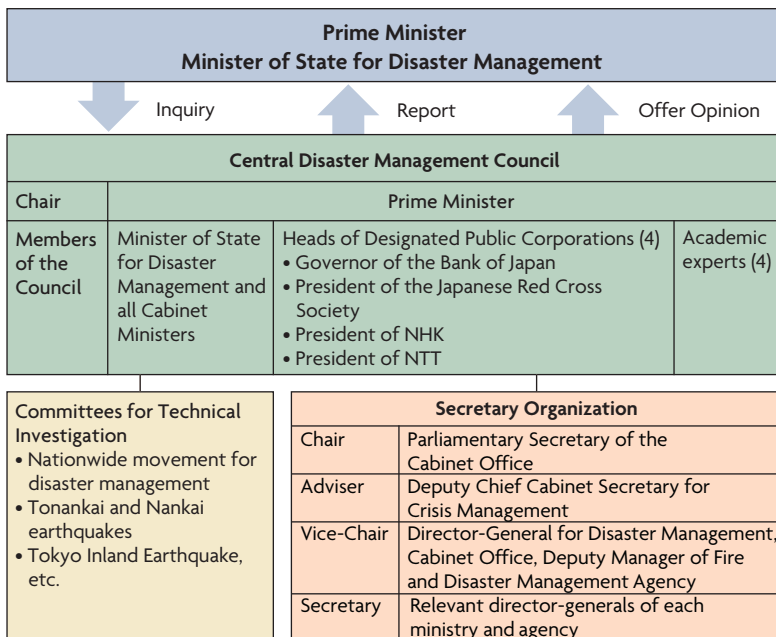 Prime Minister
Minister of State for Disaster Management
Inquiry
Report
Offer Opinion
Central Disaster Management Council
Chair
Prime Minister
Members
of the
Council
Minister of State
for Disaster
Management and
all Cabinet
Ministers
Heads of Designated Public Corporations (4)
• Governor of the Bank of Japan
• President of the Japanese Red Cross
Society
• President of NHK
• President of NTT
Academic
experts (4)
Committees for Technical
Investigation
• Nationwide movement for
disaster management
• Tonankai and Nankai
earthquakes
• Tokyo Inland Earthquake,
etc.
Secretary Organization
Chair
Parliamentary Secretary of the
Cabinet Office
Adviser
Deputy Chief Cabinet Secretary for
Crisis Management
Vice-Chair
Director-General for Disaster Management,
Cabinet Office, Deputy Manager of Fire
and Disaster Management Agency
Secretary
Relevant director-generals of each
ministry and agency